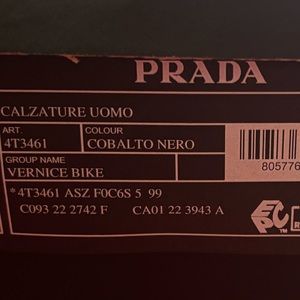 PRADA
CALZATURE UOMO
ART. COLOUR
4T3461 COBALTO NERO
GROUP NAME
VERNICE BIKE
*4T3461 ASZ F0C6S 5 99
C093 22 2742 F CA01 22 3943 A
805776